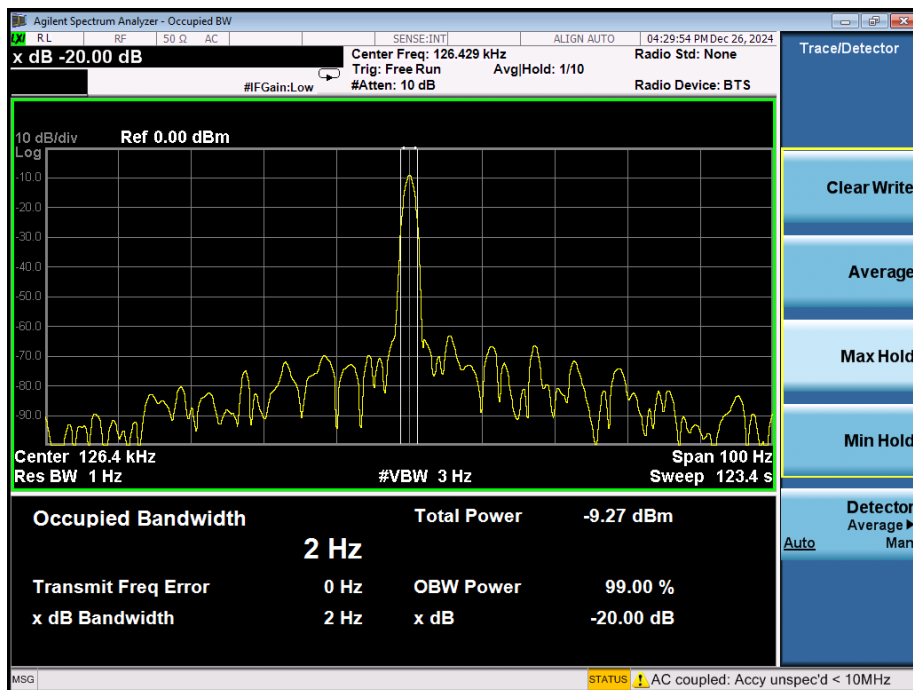 Agilent Spectrum Analyzer - Occupied BW
LXI RL RF 50 Ω AC SENSE:INT ALIGN AUTO 04:29:54 PM Dec 26, 2024
x dB -20.00 dB
Center Freq: 126.429 kHz Radio Std: None
Trig: Free Run Avg|Hold: 1/10
#IFGain:Low #Atten: 10 dB Radio Device: BTS
Trace/Detector
10 dB/div Ref 0.00 dBm
Log
-10.0
-20.0
-30.0
-40.0
-50.0
-60.0
-70.0
-80.0
-90.0
Center 126.4 kHz Span 100 Hz
Res BW 1 Hz #VBW 3 Hz Sweep 123.4 s
Clear Write
Average
Max Hold
Min Hold
Detector
Average
Auto Man
Occupied Bandwidth Total Power -9.27 dBm
2 Hz
Transmit Freq Error 0 Hz OBW Power 99.00 %
x dB Bandwidth 2 Hz x dB -20.00 dB
MSG STATUS AC coupled: Accy unspec'd < 10MHz